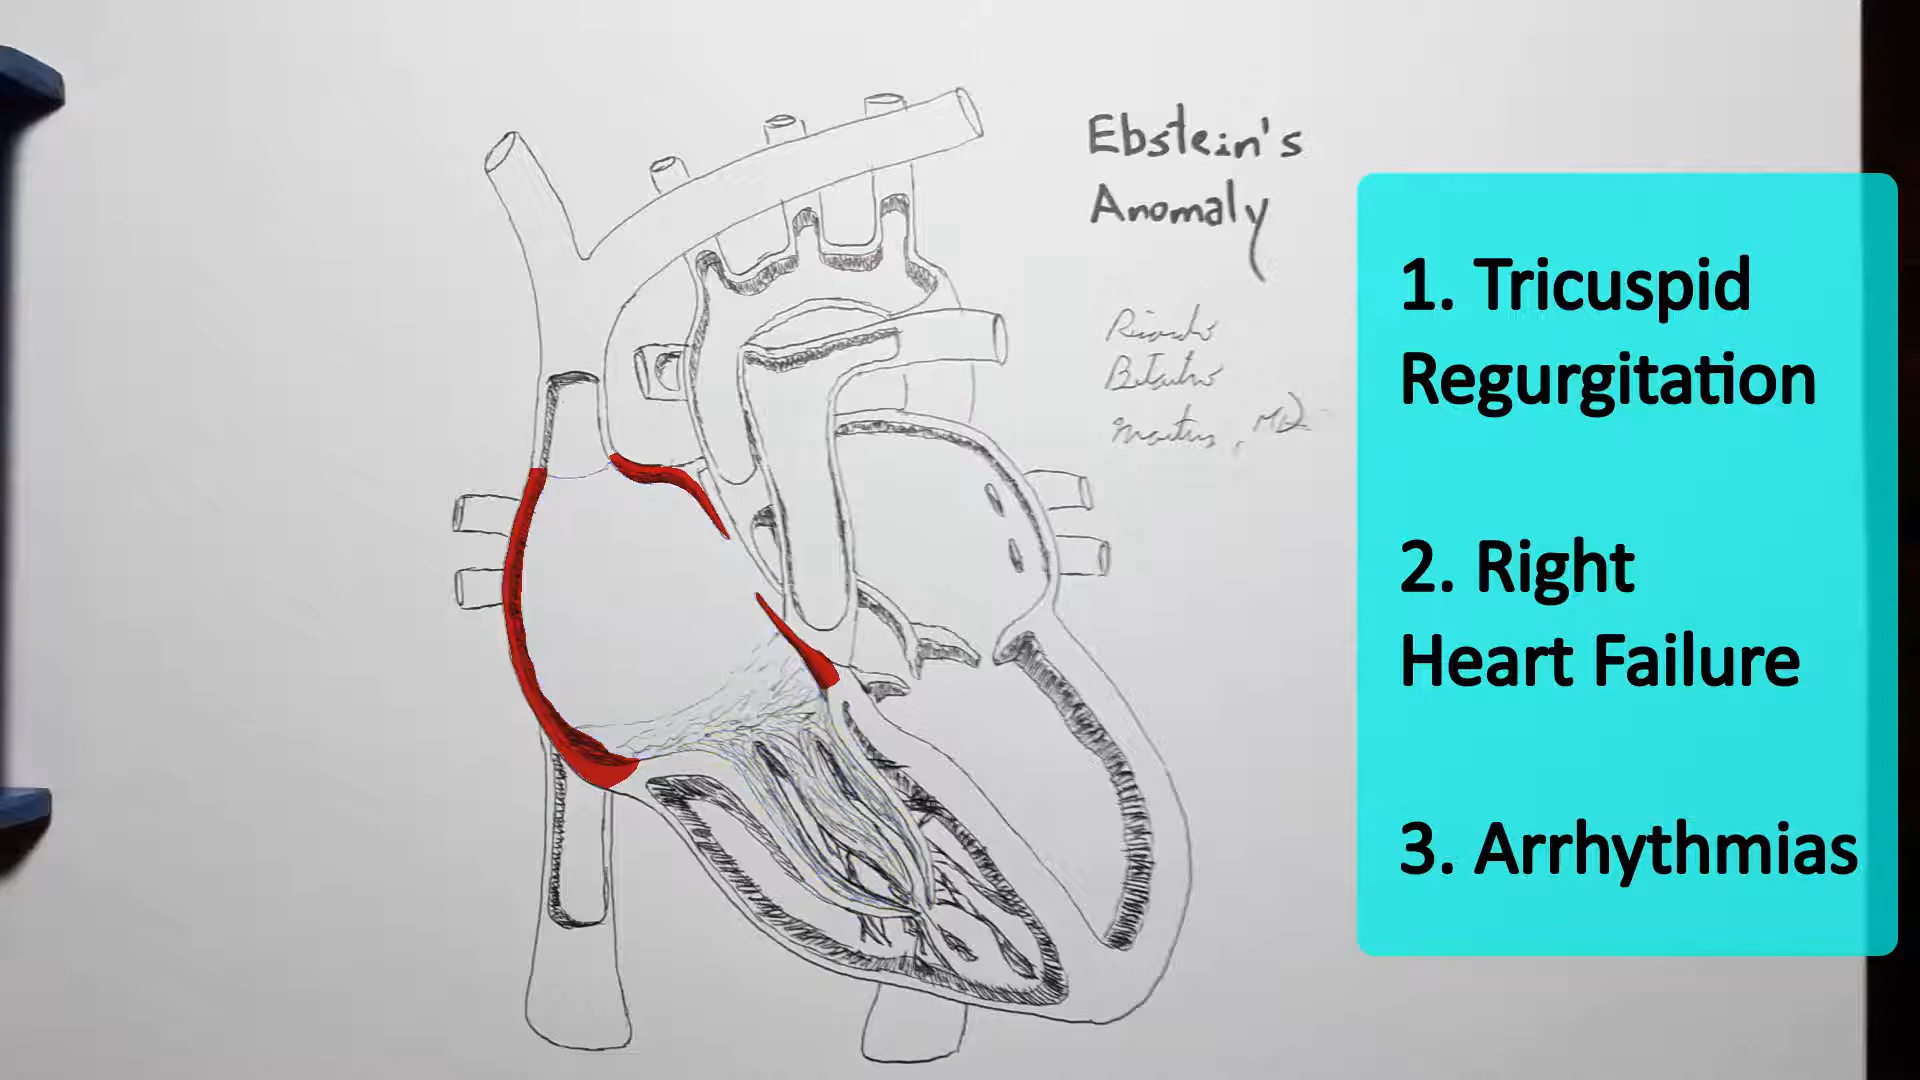 Ebstein's
Anomaly
1. Tricuspid
Regurgitation
2. Right
Heart Failure
3. Arrhythmias